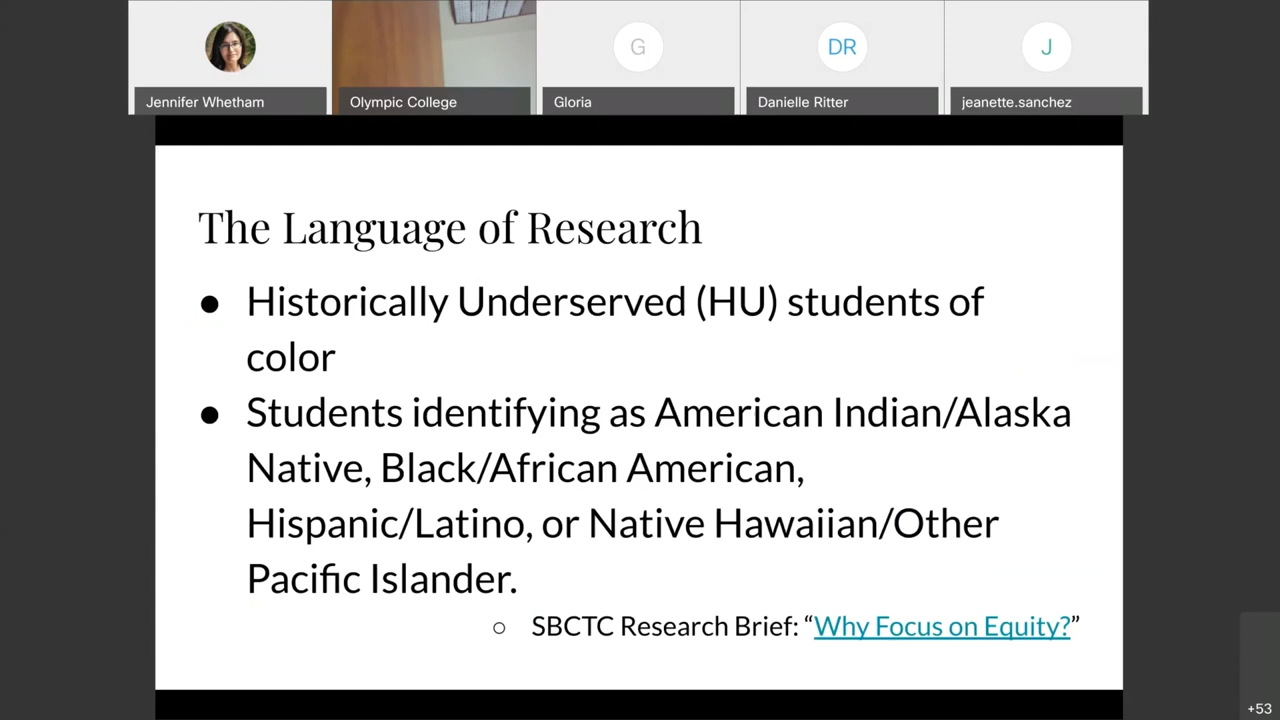 G
DR
J
Jennifer Whetham
Olympic College
Gloria
Danielle Ritter
jeanette.sanchez
The Language of Research
● Historically Underserved (HU) students of
color
● Students identifying as American Indian/Alaska
Native, Black/African American,
Hispanic/Latino, or Native Hawaiian/Other
Pacific Islander.
○ SBCTC Research Brief: “Why Focus on Equity?”
+53